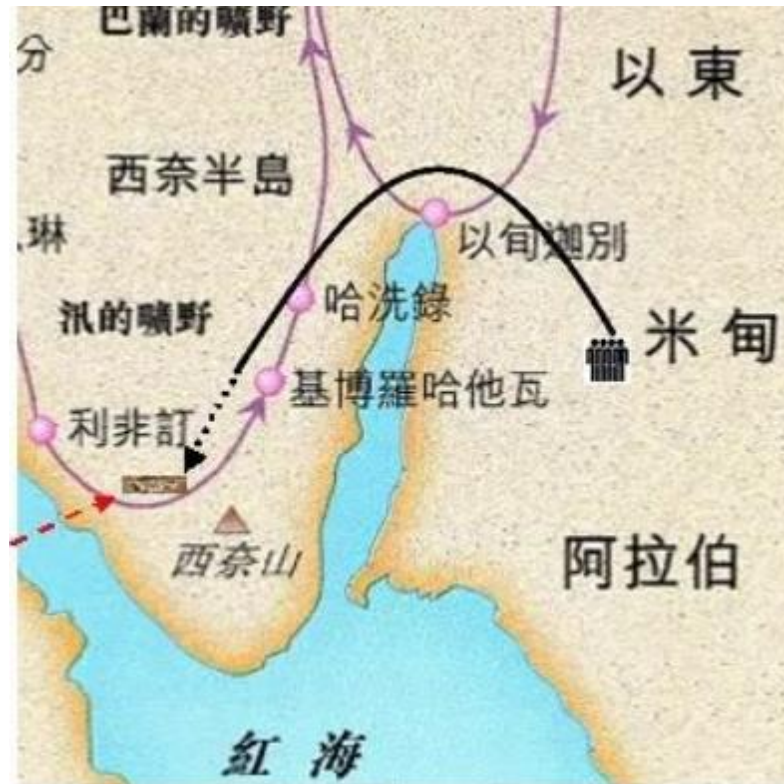 巴蘭的曠野
分
以東
西奈半島
琳
以旬迦別
哈洗錄
汛的曠野
米甸
基博羅哈他瓦
利非訂
西奈山
阿拉伯
紅海